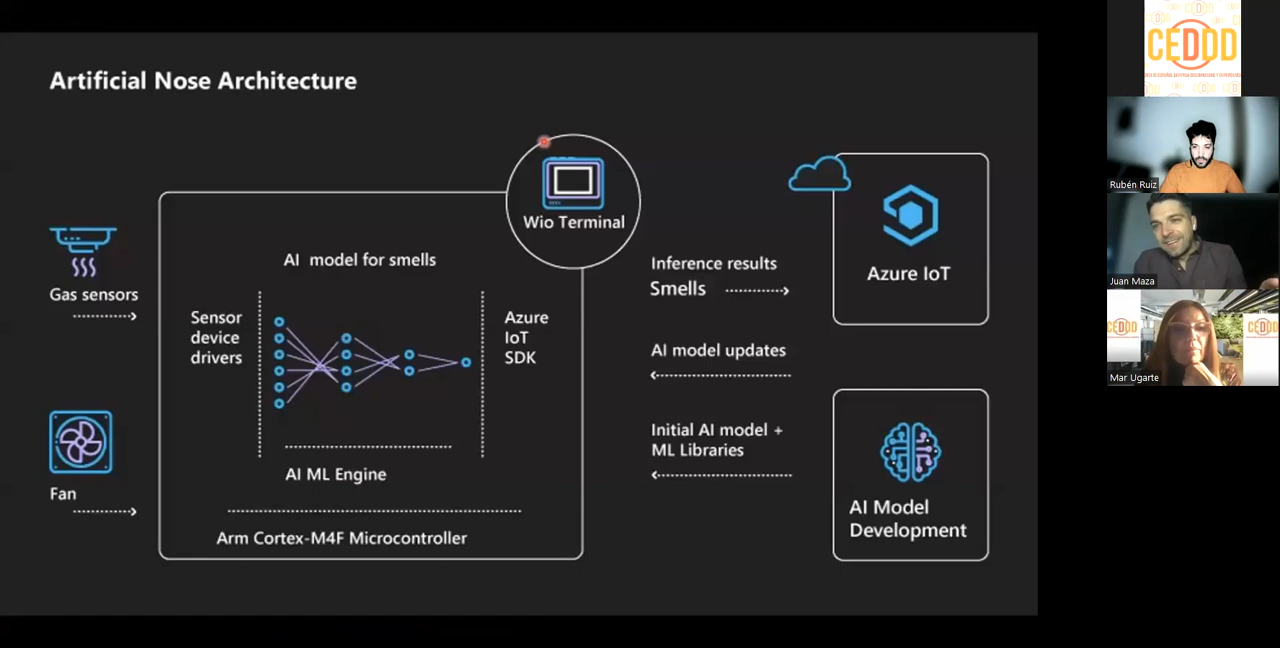 Artificial Nose Architecture
Wio Terminal
Gas sensors
Fan
AI model for smells
Sensor
device
drivers
Azure
IoT
SDK
AI ML Engine
Arm Cortex-M4F Microcontroller
Inference results
Smells
AI model updates
Initial AI model +
ML Libraries
Azure IoT
AI Model
Development
CEDDD
Rubén Ruiz
Juan Maza
CEDDD
CEDDD
Mar Ugarte